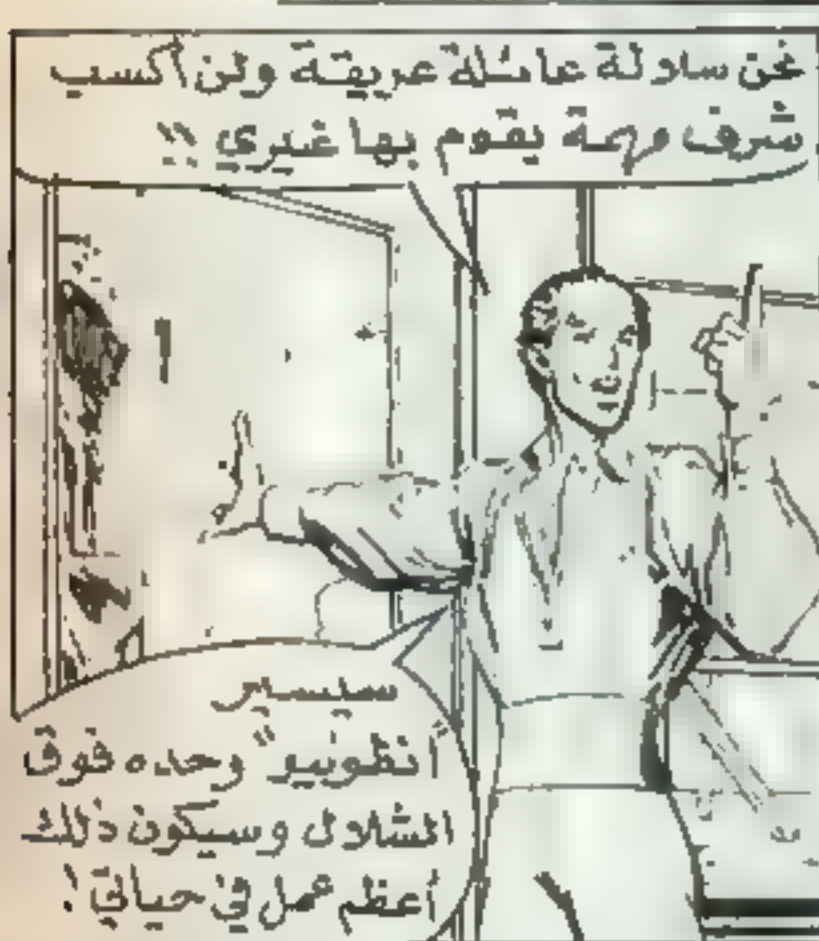 نحن سلالة عائلة عريقة ولن أكسب
شرف مهمة يقوم بها غيري !!
سيسير
"أنطونيو" وحده فوق
الشلال وسيكون ذلك
أعظم عمل في حياتي !